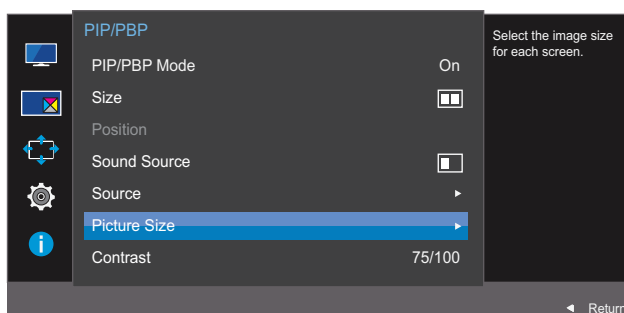 PIP/PBP
PIP/PBP Mode On
Size
Position
Sound Source
Source
Picture Size
Contrast 75/100
Select the image size
for each screen.
Return